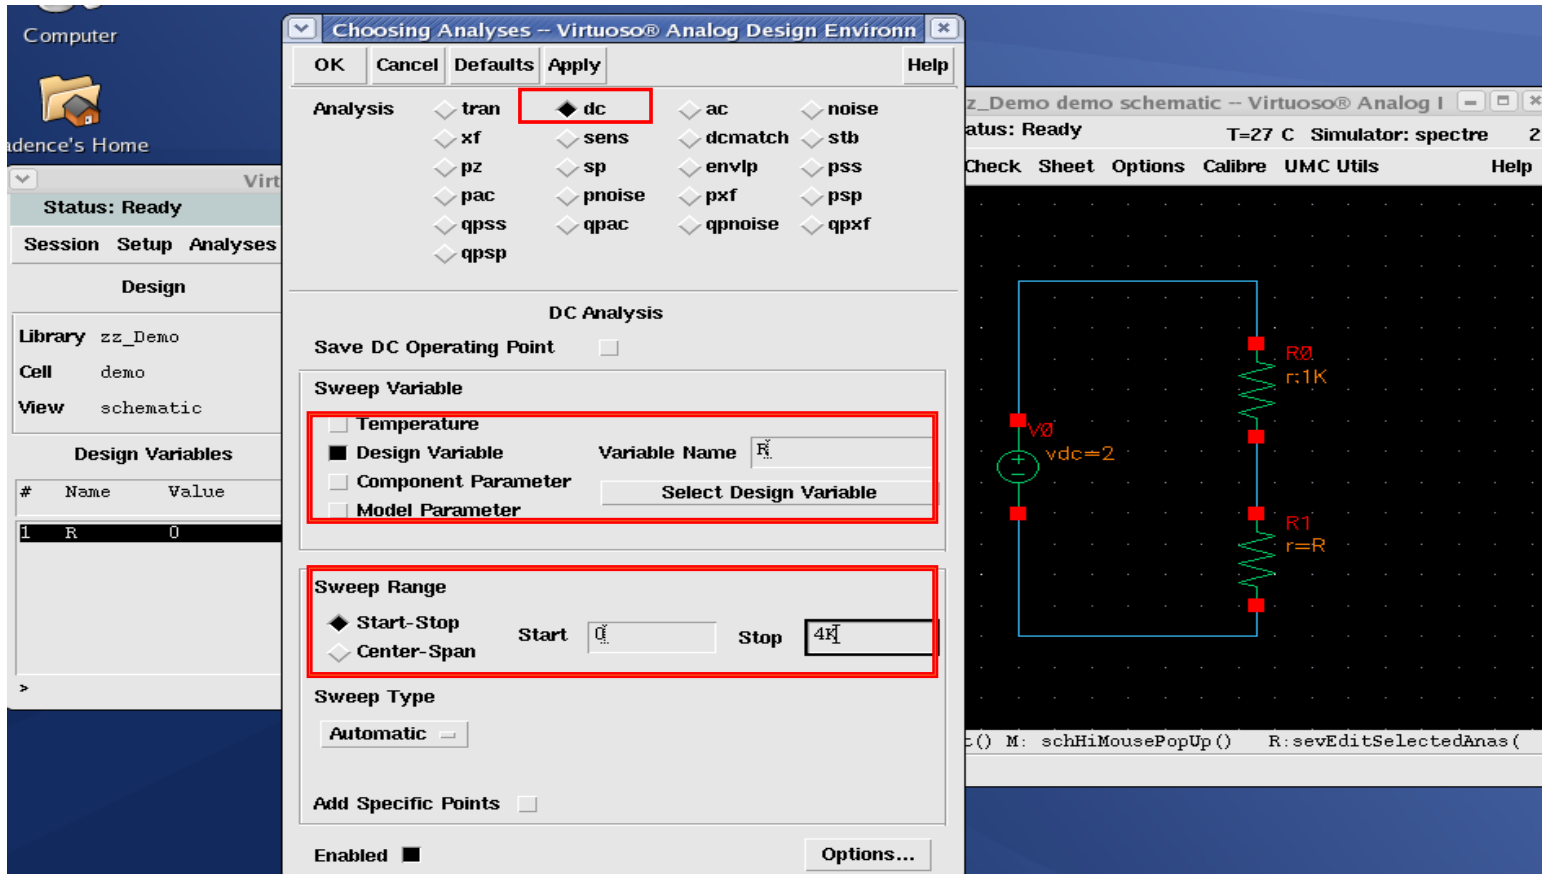 Computer
adence's Home
Virt
Status: Ready
Session Setup Analyses
Design
Library zz_Demo
Cell demo
View schematic
Design Variables
# Name Value
1 R 0
>
Choosing Analyses -- Virtuoso® Analog Design Environn
OK Cancel Defaults Apply Help
Analysis tran dc ac noise
xf sens dcmatch stb
pz sp envlp pss
pac pnoise pxf psp
qpss qpac qpnoise qpxf
qpsp
DC Analysis
Save DC Operating Point
Sweep Variable
Temperature
Design Variable Variable Name R
Component Parameter
Select Design Variable
Model Parameter
Sweep Range
Start-Stop
Start 0 Stop 4K
Center-Span
Sweep Type
Automatic
Add Specific Points
Enabled Options...
z_Demo demo schematic -- Virtuoso® Analog I
atus: Ready T=27 C Simulator: spectre 2
Check Sheet Options Calibre UMC Utils Help
R0
r:1K
V0
vdc=2
R1
r=R
t() M: schHiMousePopUp() R:sevEditSelectedAnas(